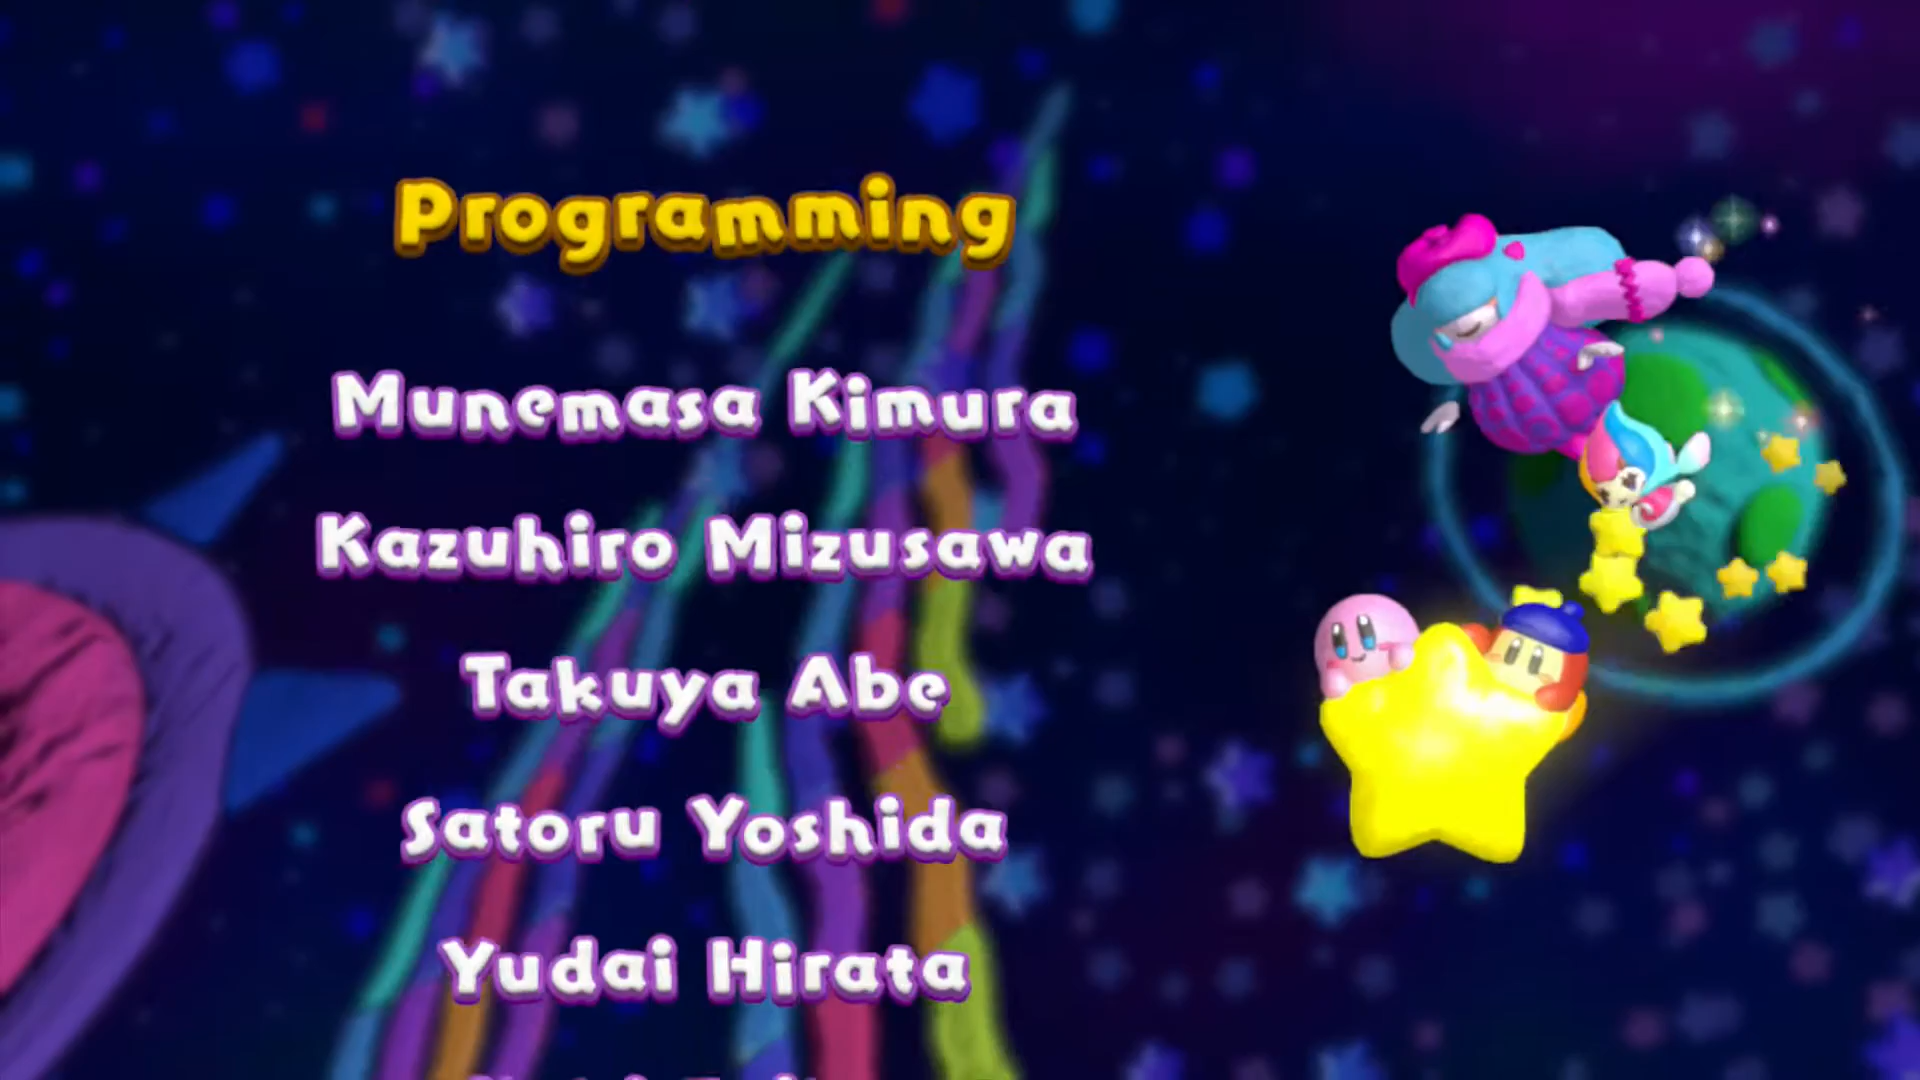 Programming
Munemasa Kimura
Kazuhiro Mizusawa
Takuya Abe
Satoru Yoshida
Yudai Hirata